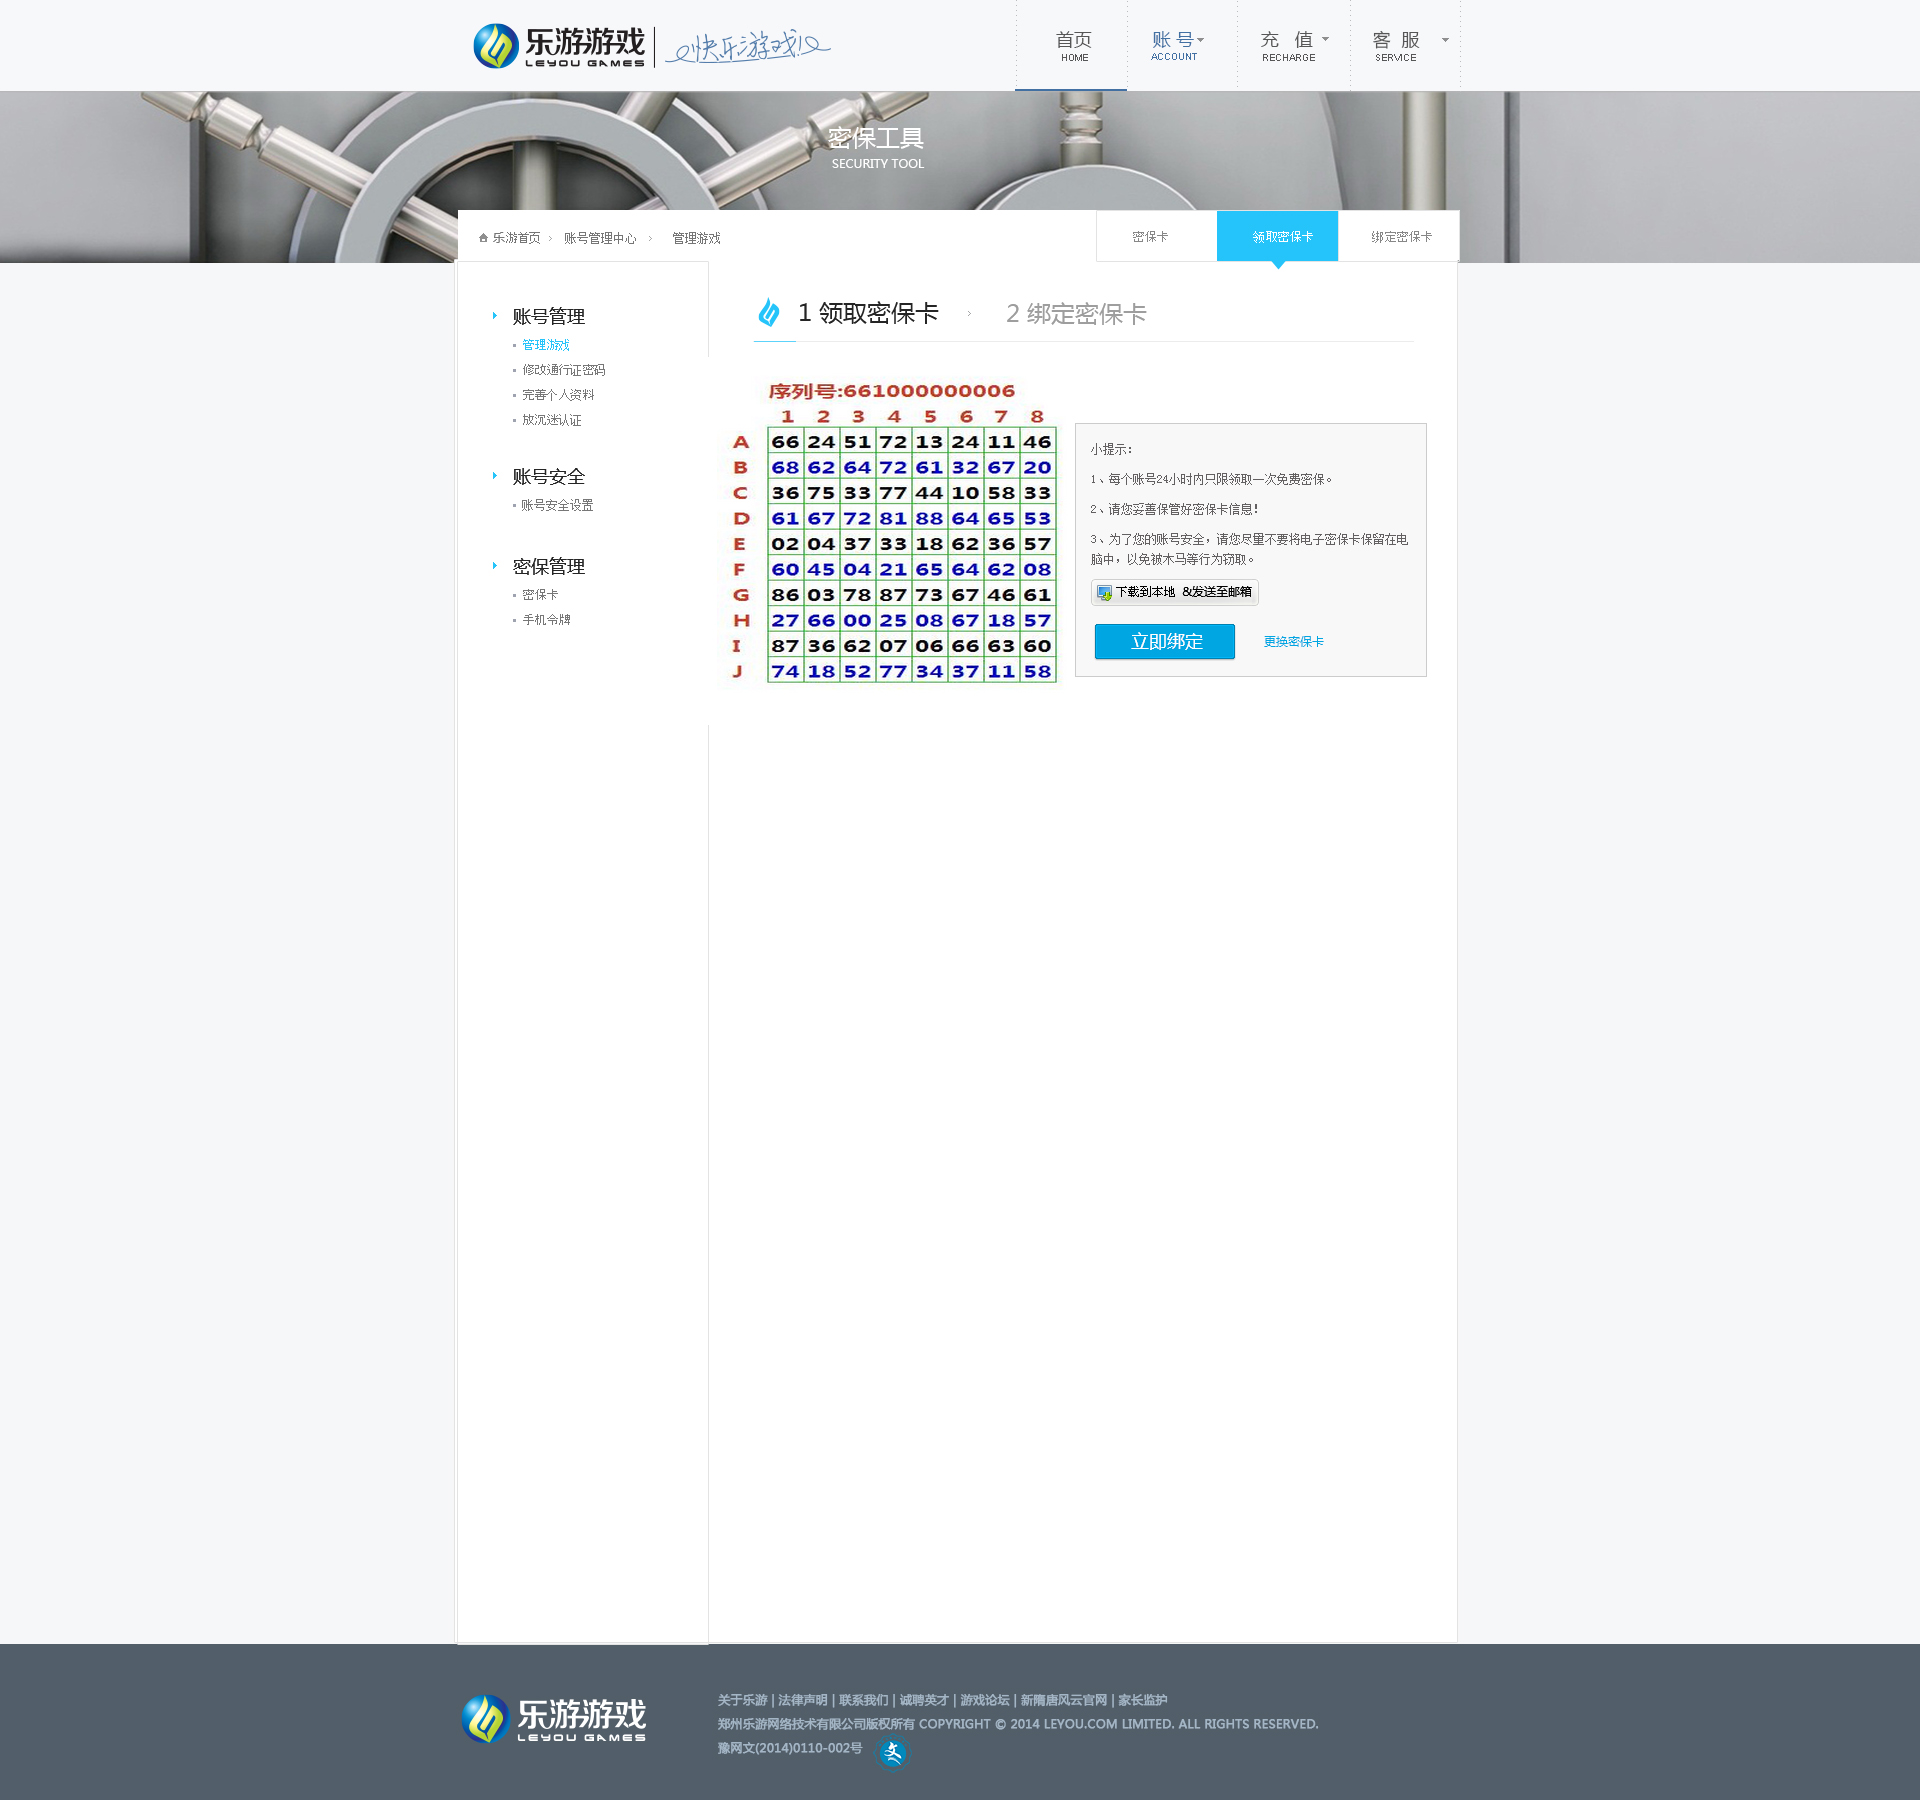 乐游游戏
LEYOU GAMES
快乐游戏
首页
HOME
账 号
ACCOUNT
充 值
RECHARGE
客 服
SERVICE
密保工具
SECURITY TOOL
乐游首页 › 账号管理中心 › 管理游戏
密保卡
领取密保卡
绑定密保卡
账号管理
管理游戏
修改通行证密码
完善个人资料
放沉迷认证
账号安全
账号安全设置
密保管理
密保卡
手机令牌
1 领取密保卡 › 2 绑定密保卡
序列号:661000000006
1 2 3 4 5 6 7 8
A 66 24 51 72 13 24 11 46
B 68 62 64 72 61 32 67 20
C 36 75 33 77 44 10 58 33
D 61 67 72 81 88 64 65 53
E 02 04 37 33 18 62 36 57
F 60 45 04 21 65 64 62 08
G 86 03 78 87 73 67 46 61
H 27 66 00 25 08 67 18 57
I 87 36 62 07 06 66 63 60
J 74 18 52 77 34 37 11 58
小提示：
1、每个账号24小时内只限领取一次免费密保。
2、请您妥善保管好密保卡信息！
3、为了您的账号安全，请您尽量不要将电子密保卡保留在电
脑中，以免被木马等行为窃取。
下载到本地 &发送至邮箱
立即绑定
更换密保卡
乐游游戏
LEYOU GAMES
关于乐游 | 法律声明 | 联系我们 | 诚聘英才 | 游戏论坛 | 新隋唐风云官网 | 家长监护
郑州乐游网络技术有限公司版权所有 COPYRIGHT © 2014 LEYOU.COM LIMITED. ALL RIGHTS RESERVED.
豫网文(2014)0110-002号